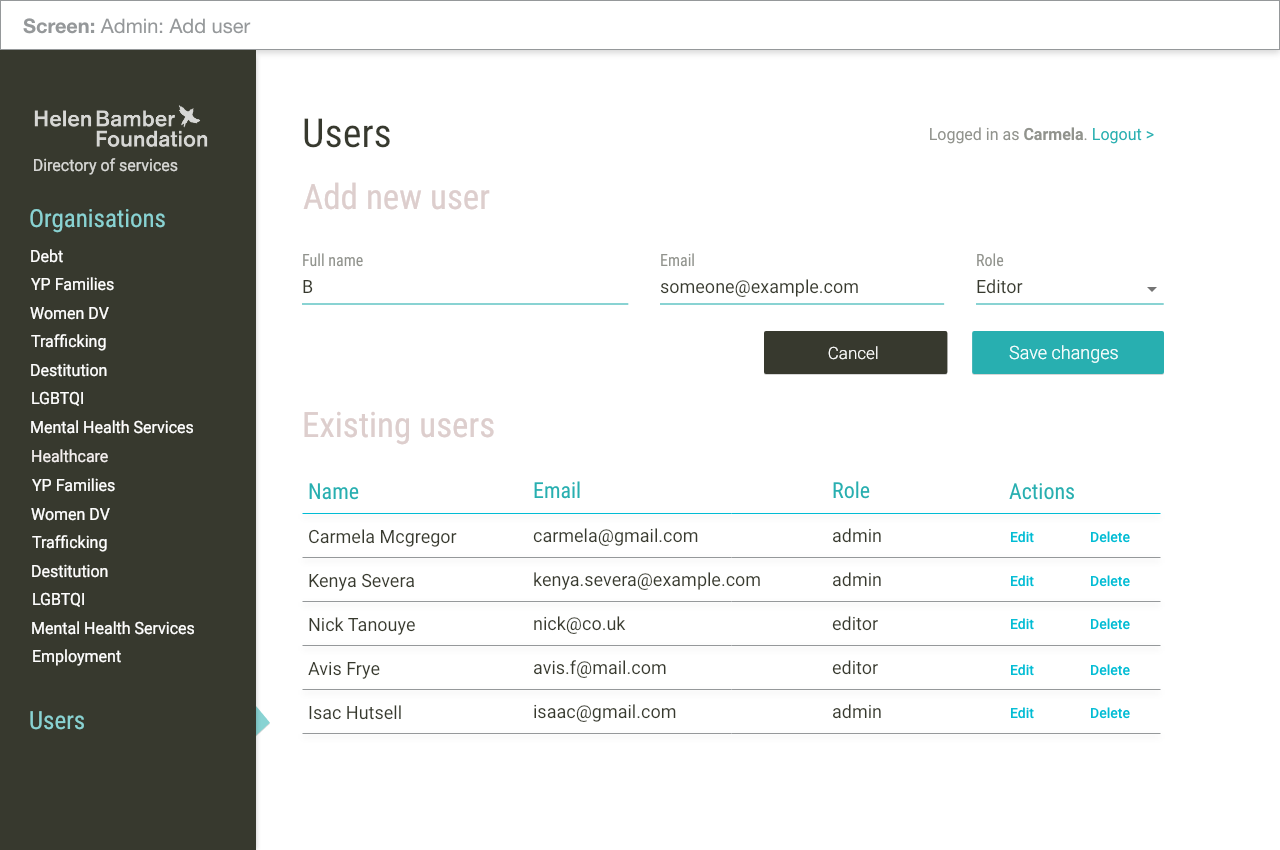 Screen: Admin: Add user
Helen Bamber
Foundation
Directory of services
Organisations
Debt
YP Families
Women DV
Trafficking
Destitution
LGBTQI
Mental Health Services
Healthcare
YP Families
Women DV
Trafficking
Destitution
LGBTQI
Mental Health Services
Employment
Users
Users
Logged in as Carmela. Logout >
Add new user
Full name Email Role
B someone@example.com Editor
Cancel Save changes
Existing users
Name Email Role Actions
Carmela Mcgregor carmela@gmail.com admin Edit Delete
Kenya Severa kenya.severa@example.com admin Edit Delete
Nick Tanouye nick@co.uk editor Edit Delete
Avis Frye avis.f@mail.com editor Edit Delete
Isac Hutsell isaac@gmail.com admin Edit Delete